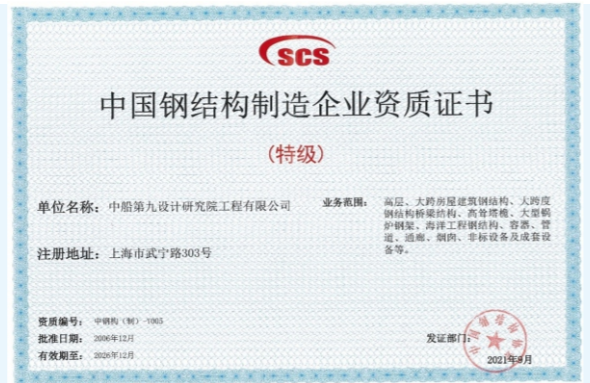 SCS
中国钢结构制造企业资质证书
(特级)
单位名称：中船第九设计研究院工程有限公司
注册地址：上海市武宁路303号
业务范围：高层、大跨房屋建筑钢结构、大跨度
钢结构桥梁结构、高耸塔桅、大型锅
炉钢架、海洋工程钢结构、容器、管
道、通廊、烟囱、非标设备及成套设
备等。
资质编号：中钢构（制）-T005
批准日期：2006年12月
有效期至：2026年12月
发证部门：
2021年8月